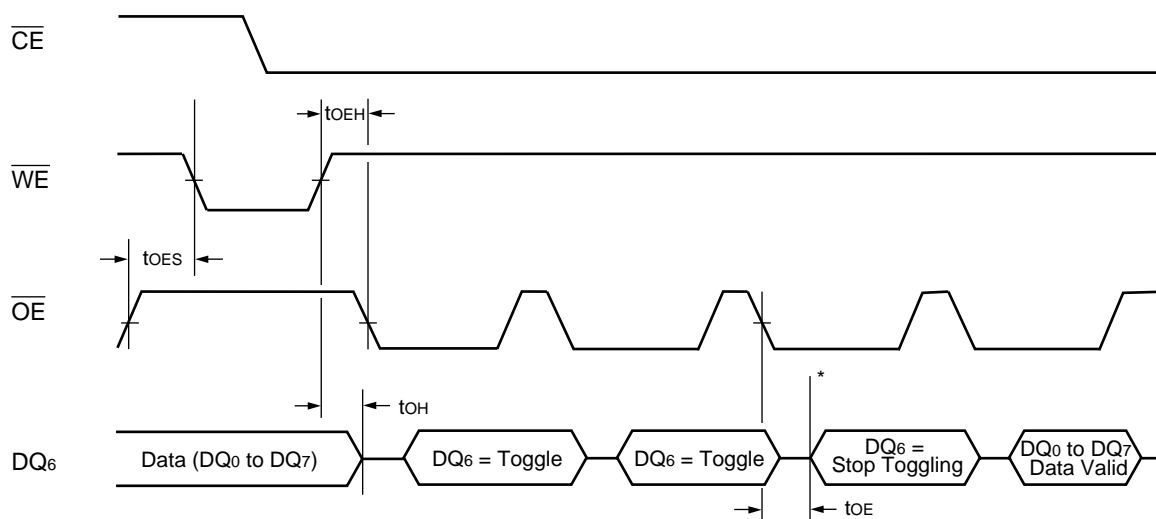 CE
tOEH
WE
tOES
OE
*
tOH
DQ6
Data (DQ0 to DQ7)
DQ6 = Toggle
DQ6 = Toggle
DQ6 =
Stop Toggling
DQ0 to DQ7
Data Valid
tOE